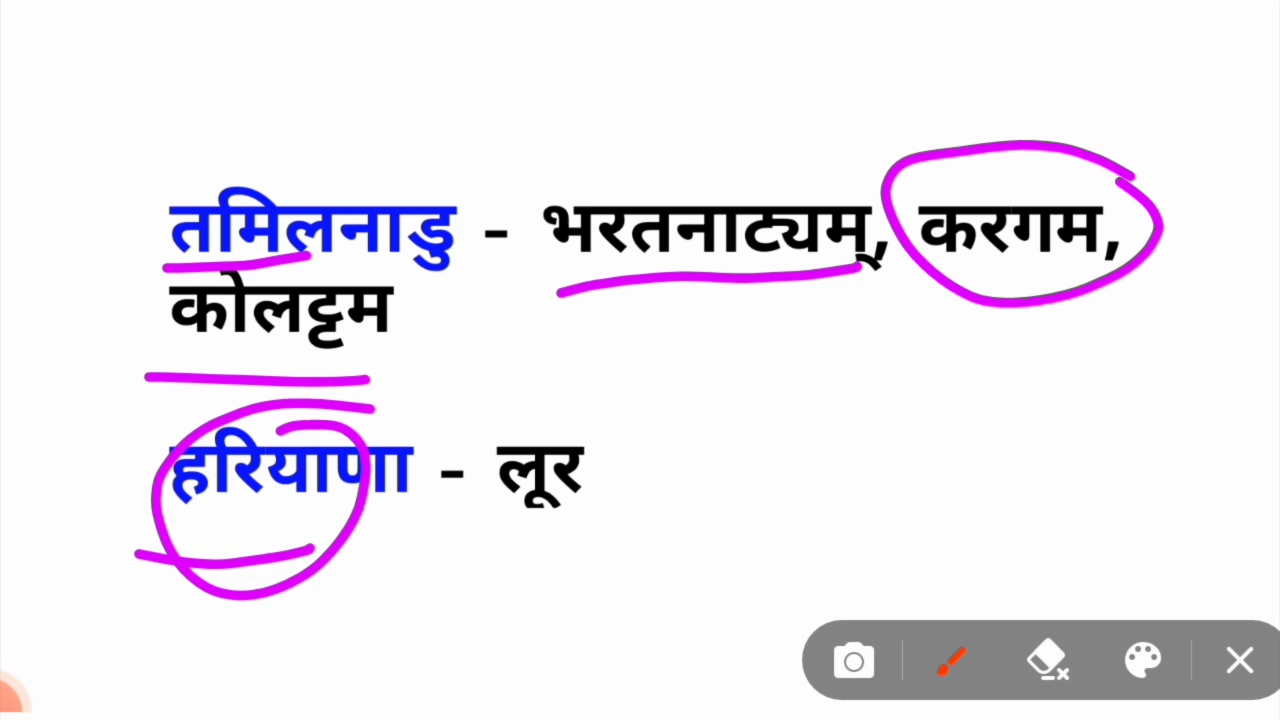 तमिलनाडु - भरतनाट्यम्, करगम,
कोलट्टम
हरियाणा - लूर